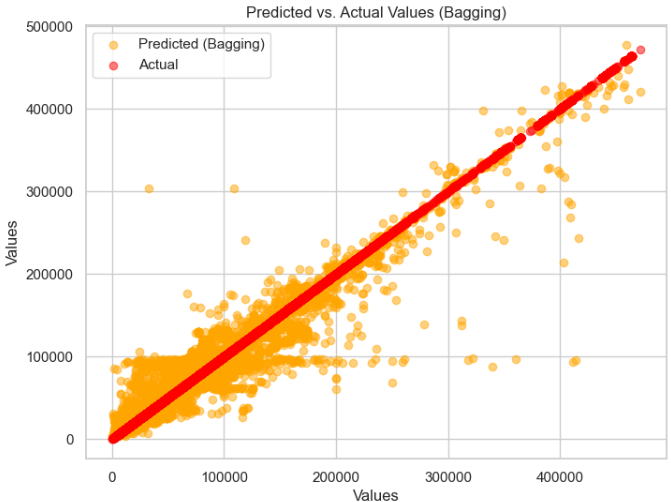 Predicted vs. Actual Values (Bagging)
500000
400000
300000
200000
100000
0
Values
Predicted (Bagging)
Actual
0
100000
200000
300000
400000
Values